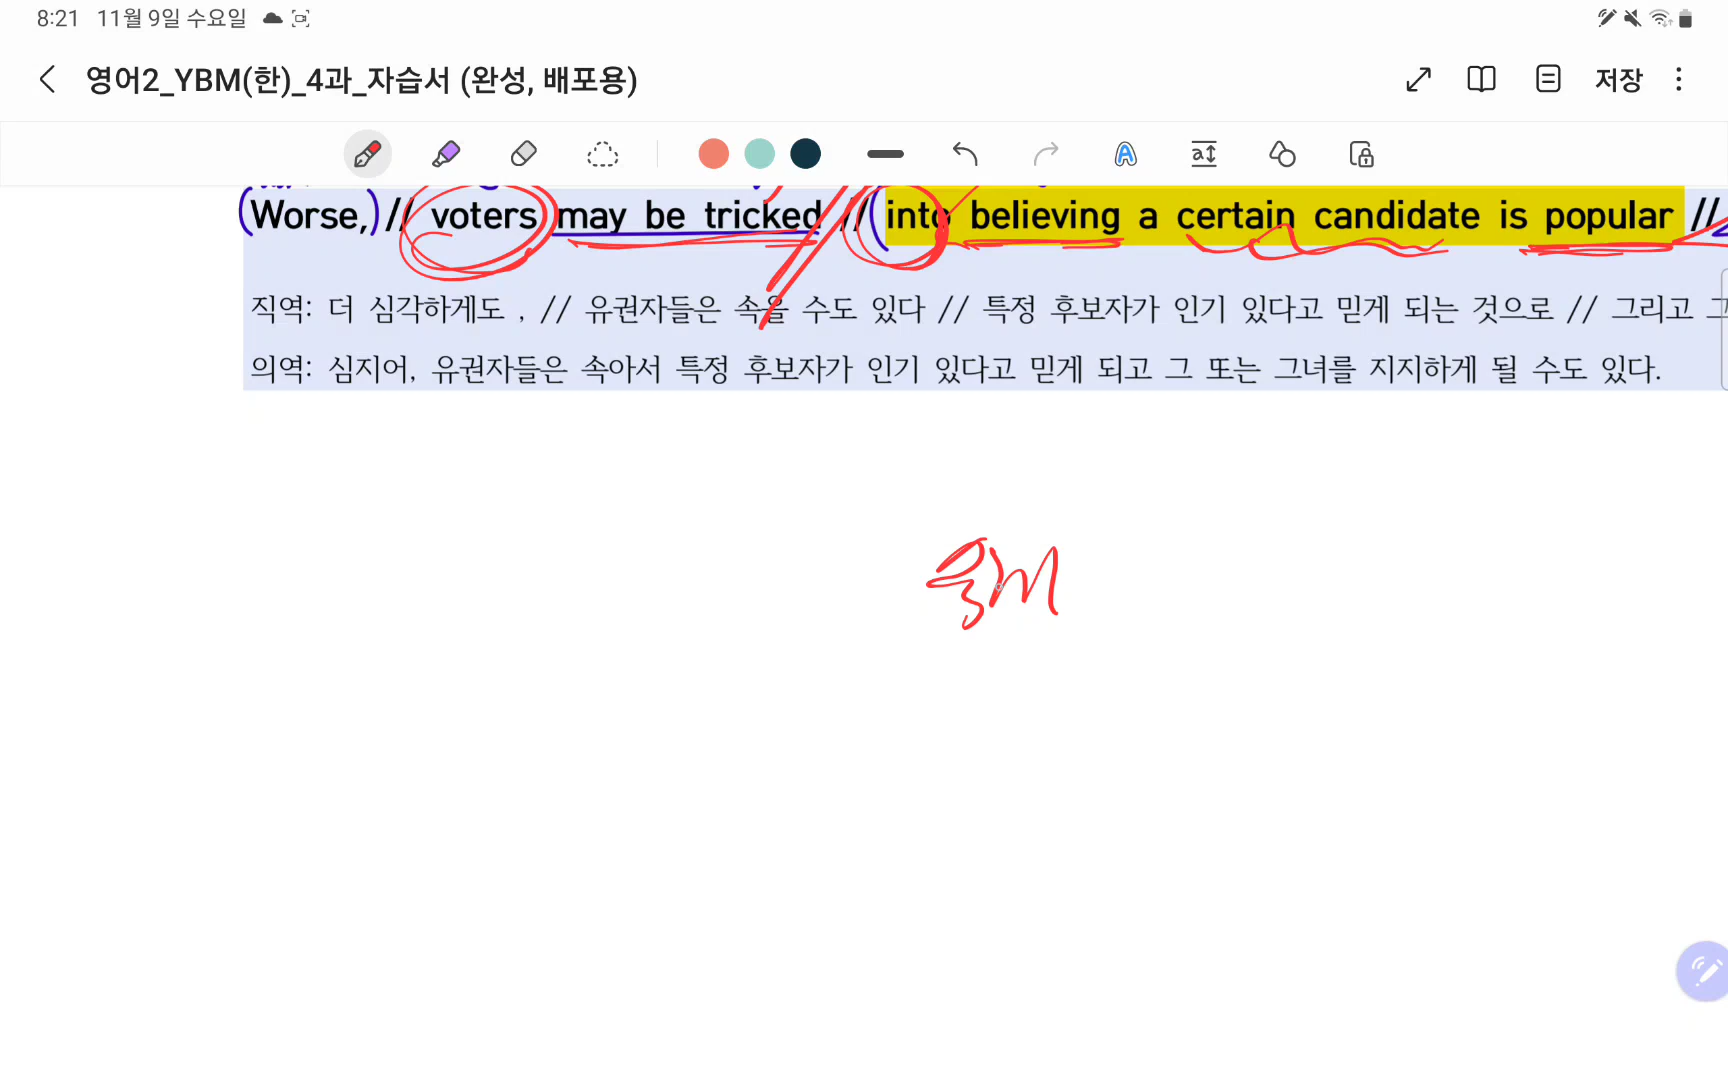 8:21 11월 9일 수요일
영어2_YBM(한)_4과_자습서 (완성, 배포용) 저장
(Worse,) // voters may be tricked // (into believing a certain candidate is popular //
직역: 더 심각하게도 , // 유권자들은 속을 수도 있다 // 특정 후보자가 인기 있다고 믿게 되는 것으로 // 그리고
의역: 심지어, 유권자들은 속아서 특정 후보자가 인기 있다고 믿게 되고 그 또는 그녀를 지지하게 될 수도 있다.